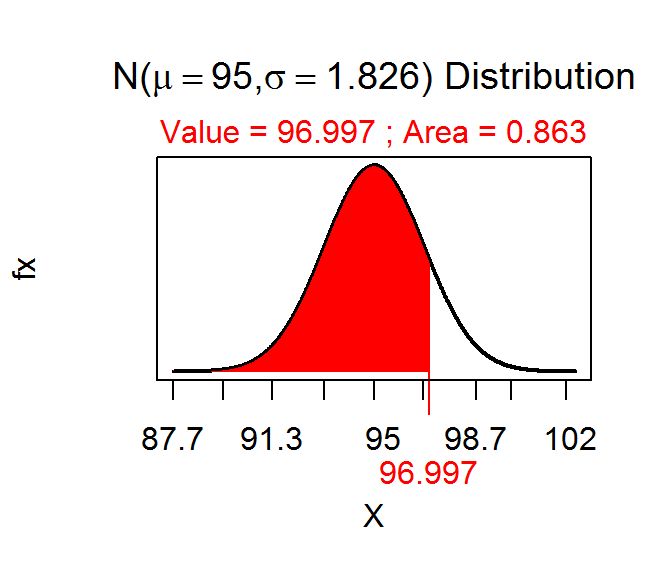 N(μ = 95,σ = 1.826) Distribution
Value = 96.997 ; Area = 0.863
fx
87.7 91.3 95 98.7 102
96.997
X